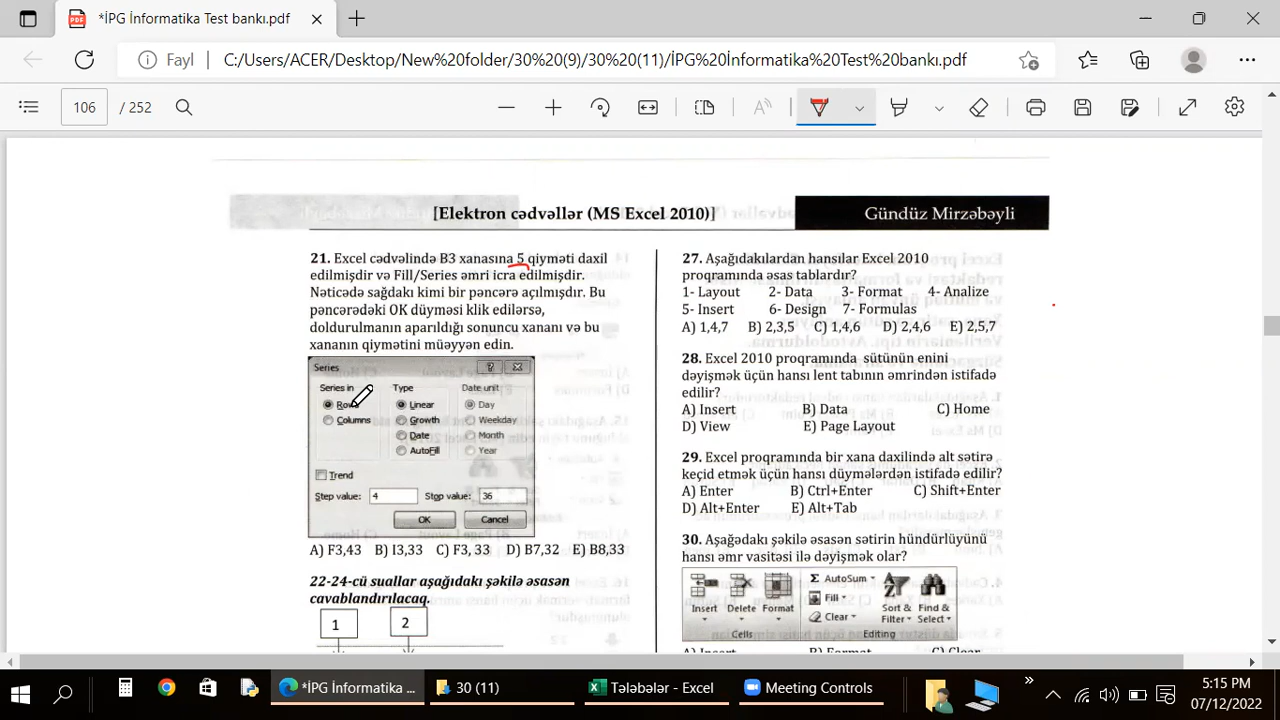 *İPG İnformatika Test bankı.pdf
Fayl
C:/Users/ACER/Desktop/New%20folder/30%20(9)/30%20(11)/İPG%20İnformatika%20Test%20bankı.pdf
106 / 252
[Elektron cədvəllər (MS Excel 2010)]
Gündüz Mirzəbəyli
21. Excel cədvəlində B3 xanasına 5 qiyməti daxil
edilmişdir və Fill/Series əmri icra edilmişdir.
Nəticədə sağdakı kimi bir pəncərə açılmışdır. Bu
pəncərədəki OK düyməsi klik edilərsə,
doldurulmanın aparıldığı sonuncu xananı və bu
xananın qiymətini müəyyən edin.
Series
Series in
Rows
Columns
Type
Linear
Growth
Date
AutoFill
Date unit
Day
Weekday
Month
Year
Trend
Step value: 4
Stop value: 36
OK
Cancel
A) F3,43 B) I3,33 C) F3, 33 D) B7,32 E) B8,33
22-24-cü suallar aşağıdakı şəkilə əsasən
cavablandırılacaq.
1
2
27. Aşağıdakılardan hansılar Excel 2010
proqramında əsas tablardır?
1- Layout 2- Data 3- Format 4- Analize
5- Insert 6- Design 7- Formulas
A) 1,4,7 B) 2,3,5 C) 1,4,6 D) 2,4,6 E) 2,5,7
28. Excel 2010 proqramında sütünün enini
dəyişmək üçün hansı lent tabının əmrindən istifadə
edilir?
A) Insert B) Data C) Home
D) View E) Page Layout
29. Excel proqramında bir xana daxilində alt sətirə
keçid etmək üçün hansı düymələrdən istifadə edilir?
A) Enter B) Ctrl+Enter C) Shift+Enter
D) Alt+Enter E) Alt+Tab
30. Aşağədakı şəkilə əsasən sətirin hündürlüyünü
hansı əmr vasitəsi ilə dəyişmək olar?
Insert
Delete
Format
Cells
AutoSum
Fill
Clear
Sort &
Filter
Find &
Select
Editing
A) Insert B) Format C) Clear
*İPG İnformatika ...
30 (11)
Tələbələr - Excel
Meeting Controls
5:15 PM
07/12/2022